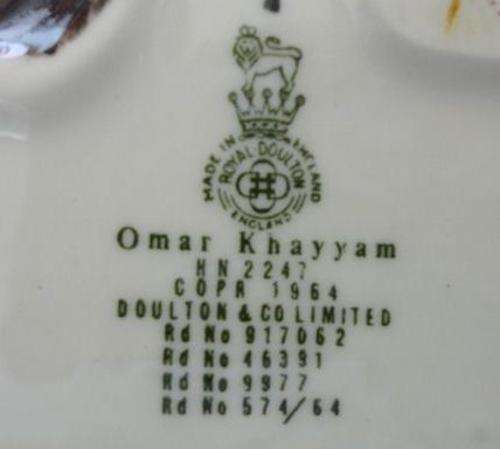 MADE IN ENGLAND
ROYAL DOULTON
ENGLAND
Omar Khayyam
HN 2247
COPR 1964
DOULTON & CO LIMITED
Rd No 917062
Rd No 46391
Rd No 9977
Rd No 574/64